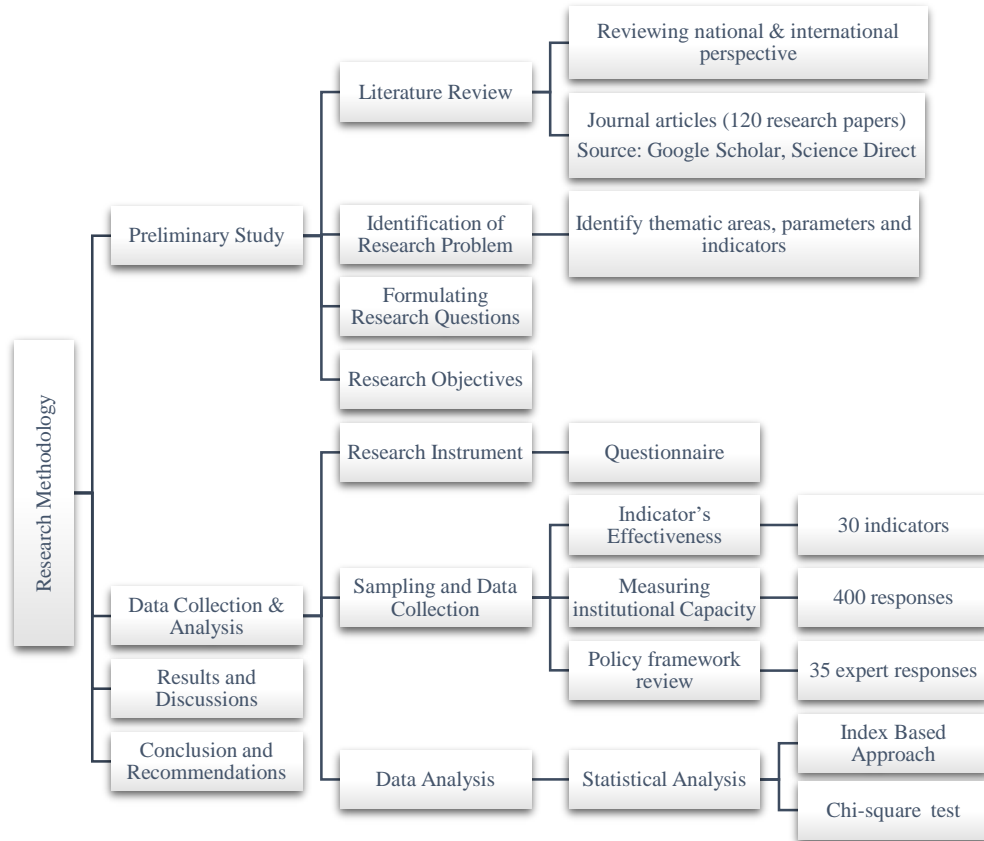 Research Methodology
Preliminary Study
Literature Review
Reviewing national & international
perspective
Journal articles (120 research papers)
Source: Google Scholar, Science Direct
Identification of
Research Problem
Identify thematic areas, parameters and
indicators
Formulating
Research Questions
Research Objectives
Data Collection &
Analysis
Research Instrument
Questionnaire
Sampling and Data
Collection
Indicator's
Effectiveness
30 indicators
Measuring
institutional Capacity
400 responses
Policy framework
review
35 expert responses
Data Analysis
Statistical Analysis
Index Based
Approach
Chi-square test
Results and
Discussions
Conclusion and
Recommendations